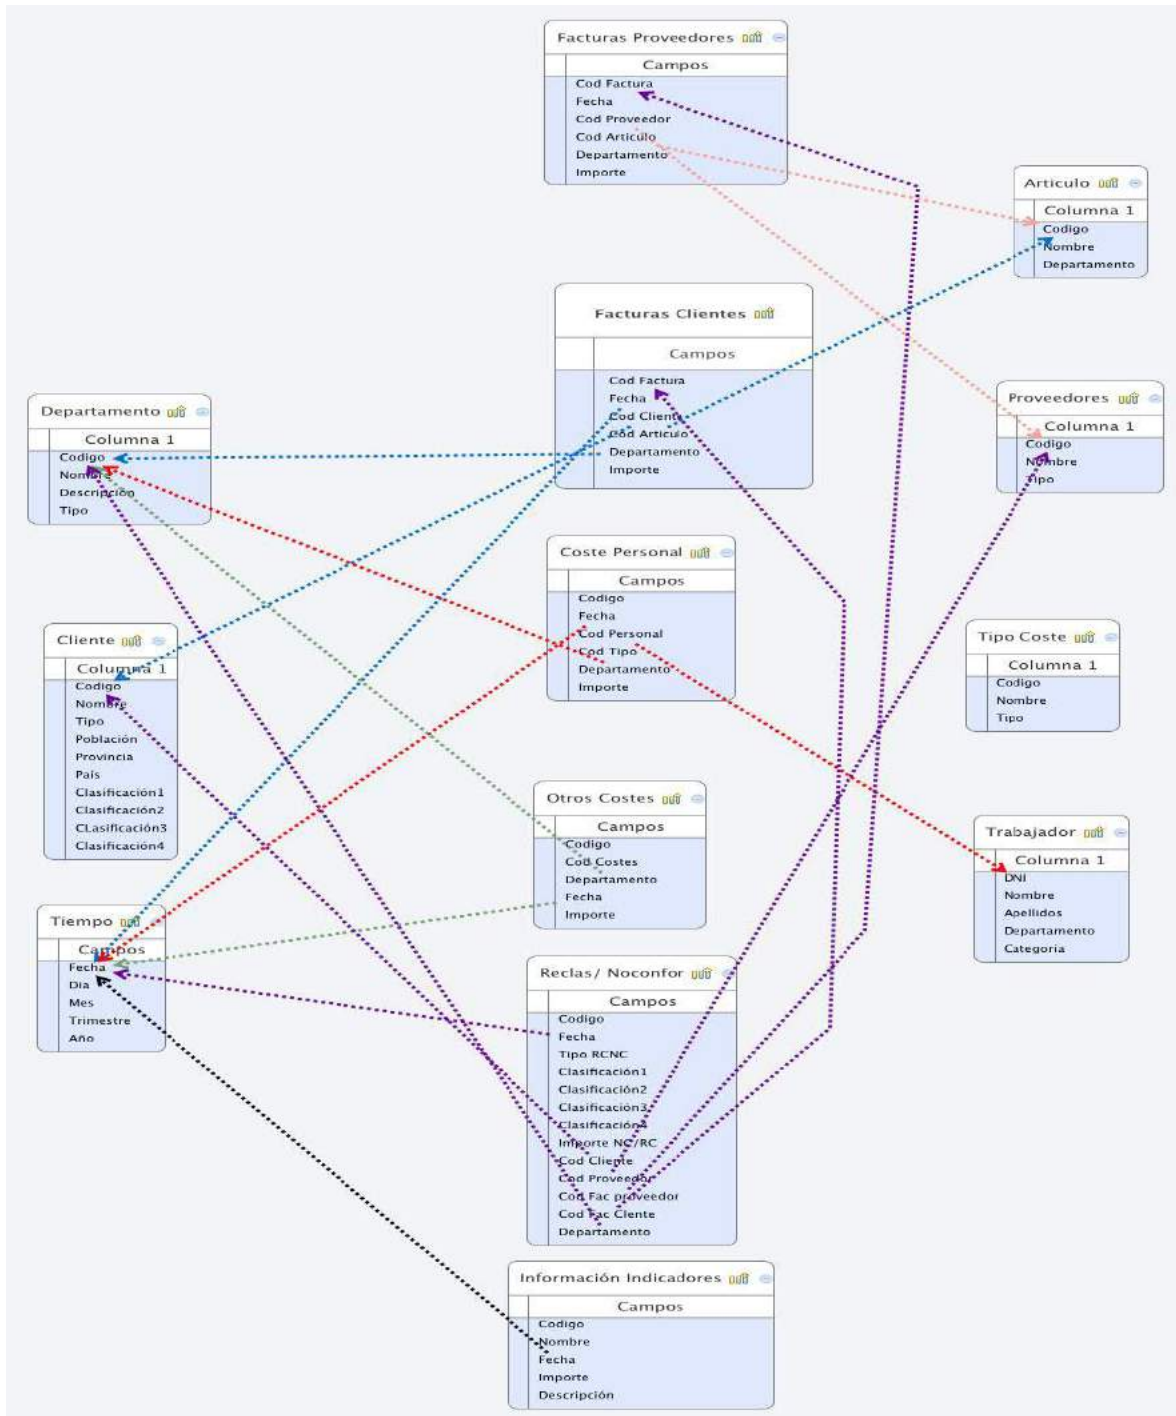 Facturas Proveedores
Campos
Cod Factura
Fecha
Cod Proveedor
Cod Articulo
Departamento
Importe
Articulo
Columna 1
Codigo
Nombre
Departamento
Facturas Clientes
Campos
Cod Factura
Fecha
Cod Cliente
Cod Articulo
Departamento
Importe
Departamento
Columna 1
Codigo
Nombre
Descripción
Tipo
Proveedores
Columna 1
Codigo
Nombre
Tipo
Coste Personal
Campos
Codigo
Fecha
Cod Personal
Cod Tipo
Departamento
Importe
Cliente
Columna 1
Codigo
Nombre
Tipo
Población
Provincia
País
Clasificación1
Clasificación2
CLasificación3
Clasificación4
Tipo Coste
Columna 1
Codigo
Nombre
Tipo
Otros Costes
Campos
Codigo
Cod Costes
Departamento
Fecha
Importe
Trabajador
Columna 1
DNI
Nombre
Apellidos
Departamento
Categoria
Tiempo
Campos
Fecha
Dia
Mes
Trimestre
Año
Reclas/ Noconfor
Campos
Codigo
Fecha
Tipo RCNC
Clasificación1
Clasificación2
Clasificación3
Clasificación4
Importe NC/RC
Cod Cliente
Cod Proveedor
Cod Fac proveedor
Cod Fac Clente
Departamento
Información Indicadores
Campos
Codigo
Nombre
Fecha
Importe
Descripción